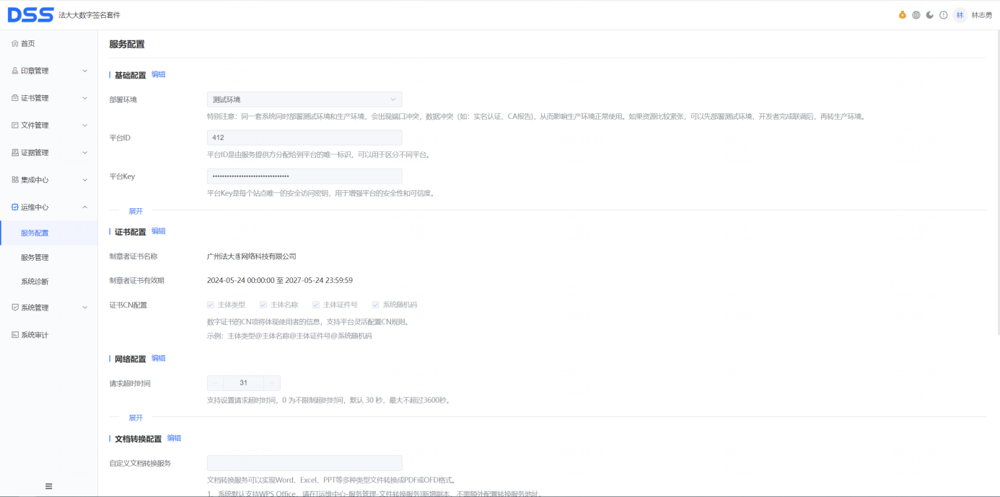 DSS 法大大数字签名套件
林 林志勇
首页
印章管理
证书管理
文件管理
证据管理
集成中心
运维中心
服务配置
服务管理
系统诊断
系统管理
系统审计
服务配置
基础配置 编辑
部署环境 测试环境
特别注意：同一套系统同时部署测试环境和生产环境，会出现端口冲突，数据冲突（如：实名认证、CA报告)，从而影响生产环境正常使用。如果资源比较紧张，可以先部署测试环境，开发者完成联调后，再转生产环境。
平台ID 412
平台ID是由服务提供方分配给到平台的唯一标识，可以用于区分不同平台。
平台Key ••••••••••••••••••••••••••••••••
平台Key是每个站点唯一的安全访问密钥，用于增强平台的安全性和可信度。
展开
证书配置 编辑
制章者证书名称 广州法大网络科技有限公司
制章者证书有效期 2024-05-24 00:00:00 至 2027-05-24 23:59:59
证书CN配置 主体类型 主体名称 主体证件号 系统随机码
数字证书的CN项将体现使用者的信息，支持平台灵活配置CN规则。
示例：主体类型@主体名称@主体证件号@系统随机码
网络配置 编辑
请求超时时间 - 31 +
支持设置请求超时时间，0 为不限制超时时间，默认 30 秒，最大不超过3600秒。
展开
文档转换配置 编辑
自定义文档转换服务
文档转换服务可以实现Word、Excel、PPT等多种类型文件转换成PDF或OFD格式。
1、系统默认支持WPS Office，请在[运维中心-服务管理-文件转换服务]新增副本，不需额外配置转换服务地址。